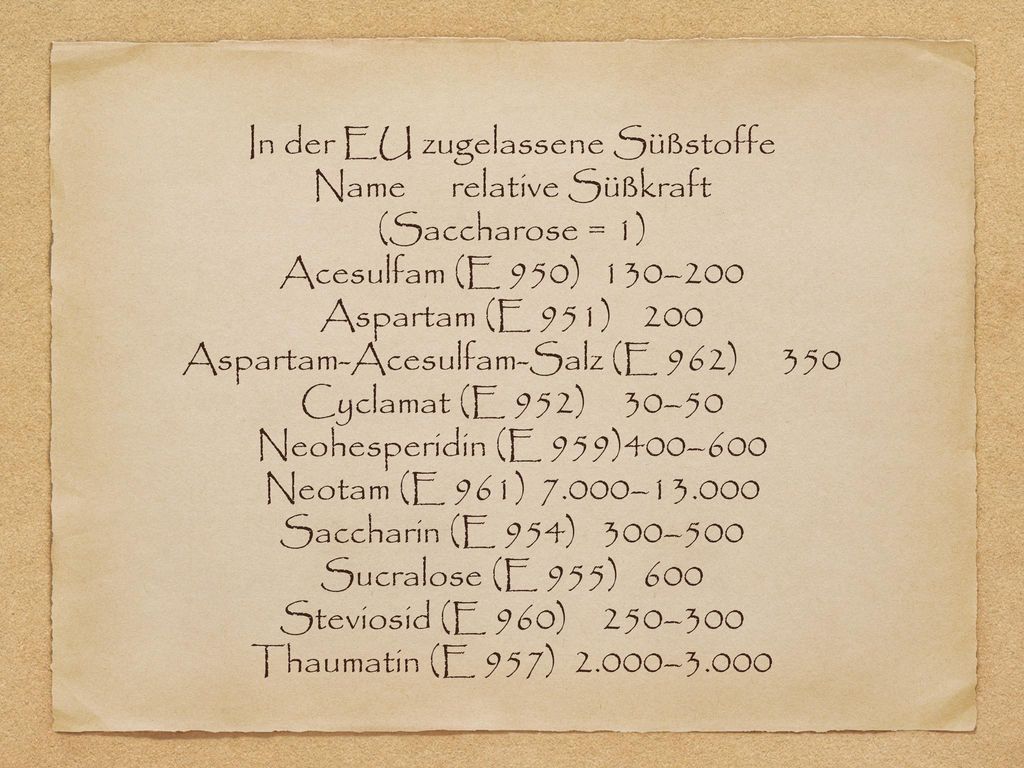 In der EU zugelassene Süßstoffe
Name relative Süßkraft
(Saccharose = 1)
Acesulfam (E 950) 130–200
Aspartam (E 951) 200
Aspartam-Acesulfam-Salz (E 962) 350
Cyclamat (E 952) 30–50
Neohesperidin (E 959)400–600
Neotam (E 961) 7.000–13.000
Saccharin (E 954) 300–500
Sucralose (E 955) 600
Steviosid (E 960) 250–300
Thaumatin (E 957) 2.000–3.000